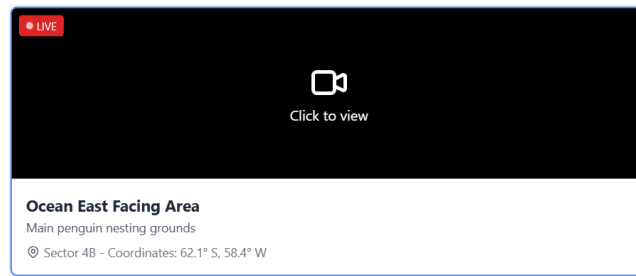 LIVE
Click to view
Ocean East Facing Area
Main penguin nesting grounds
Sector 4B - Coordinates: 62.1° S, 58.4° W